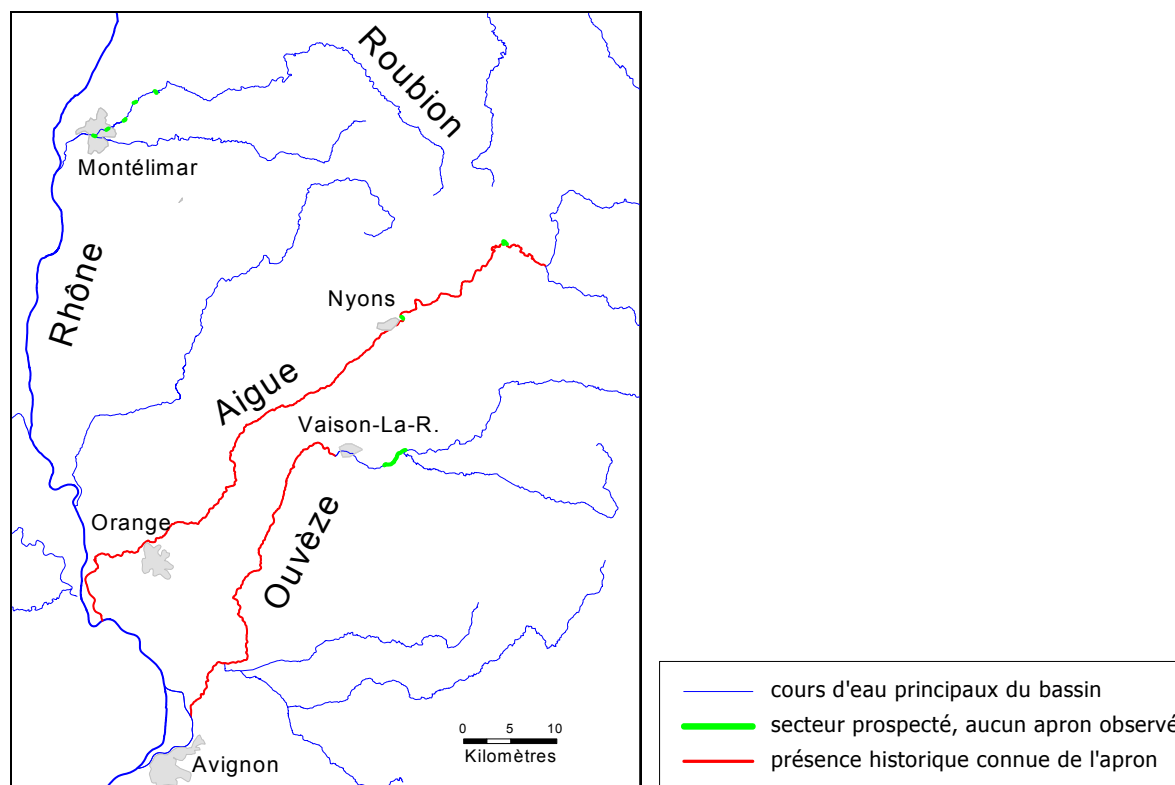 Roubion
Montélimar
Rhône
Nyons
Aigue
Vaison-La-R.
Orange
Ouvèze
0 5 10
Kilomètres
Avignon
cours d'eau principaux du bassin
secteur prospecté, aucun apron observé
présence historique connue de l'apron